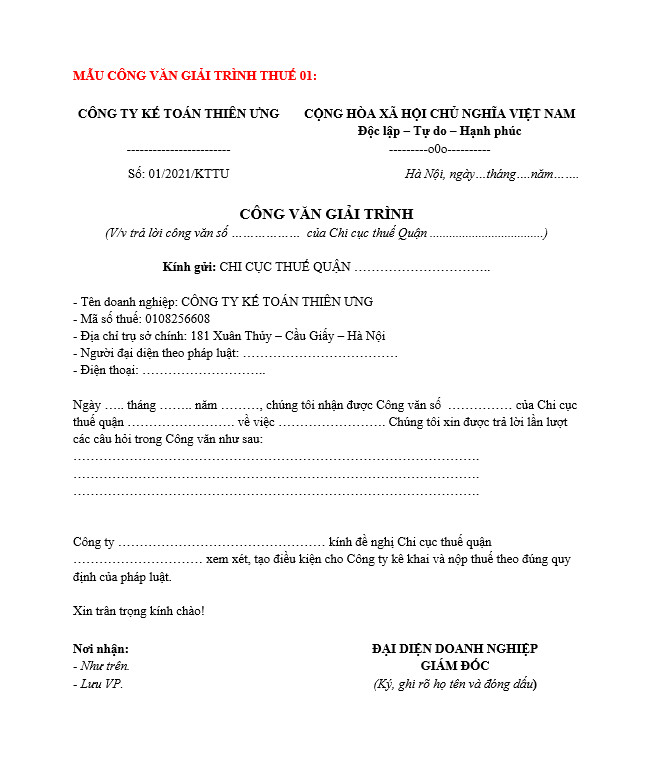 MẪU CÔNG VĂN GIẢI TRÌNH THUẾ 01:
CÔNG TY KẾ TOÁN THIÊN ƯNG
CỘNG HÒA XÃ HỘI CHỦ NGHĨA VIỆT NAM
Độc lập – Tự do – Hạnh phúc
------------------------
---------o0o----------
Số: 01/2021/KTTU
Hà Nội, ngày…tháng….năm…….
CÔNG VĂN GIẢI TRÌNH
(V/v trả lời công văn số ……………… của Chi cục thuế Quận ...................................)
Kính gửi: CHI CỤC THUẾ QUẬN …………………………..
- Tên doanh nghiệp: CÔNG TY KẾ TOÁN THIÊN ƯNG
- Mã số thuế: 0108256608
- Địa chỉ trụ sở chính: 181 Xuân Thủy – Cầu Giấy – Hà Nội
- Người đại diện theo pháp luật: ………………………………
- Điện thoại: ………………………..
Ngày ….. tháng …….. năm ………, chúng tôi nhận được Công văn số …………… của Chi cục
thuế quận ……………………. về việc ……………………. Chúng tôi xin được trả lời lần lượt
các câu hỏi trong Công văn như sau:
…………………………………………………………………………………
…………………………………………………………………………………
…………………………………………………………………………………
Công ty ………………………………………… kính đề nghị Chi cục thuế quận
………………………… xem xét, tạo điều kiện cho Công ty kê khai và nộp thuế theo đúng quy
định của pháp luật.
Xin trân trọng kính chào!
Nơi nhận:
- Như trên.
- Lưu VP.
ĐẠI DIỆN DOANH NGHIỆP
GIÁM ĐỐC
(Ký, ghi rõ họ tên và đóng dấu)